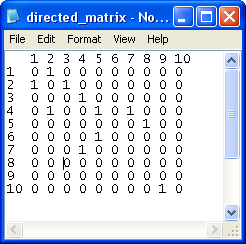 directed_matrix - No...
File Edit Format View Help
1 2 3 4 5 6 7 8 9 10
1 0 1 0 0 0 0 0 0 0 0
2 1 0 1 0 0 0 0 0 0 0
3 0 0 0 1 0 0 0 0 0 0
4 0 1 0 0 1 0 1 0 0 0
5 0 0 0 0 0 0 0 1 0 0
6 0 0 0 0 1 0 0 0 0 0
7 0 0 0 1 0 0 0 0 0 0
8 0 0 0 0 0 0 0 0 0 0
9 0 0 0 0 0 0 0 0 0 0
10 0 0 0 0 0 0 0 0 1 0